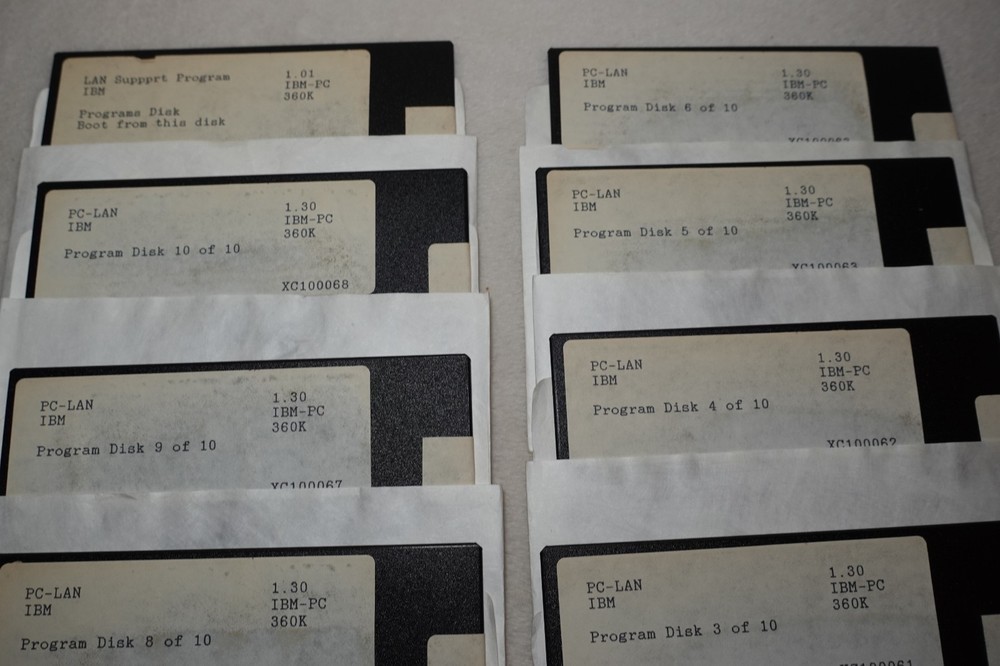 LAN Suppprt Program 1.01
IBM IBM-PC
360K
Programs Disk
Boot from this disk
PC-LAN 1.30
IBM IBM-PC
360K
Program Disk 10 of 10
XC100068
PC-LAN 1.30
IBM IBM-PC
360K
Program Disk 9 of 10
XC100067
PC-LAN 1.30
IBM IBM-PC
360K
Program Disk 8 of 10
PC-LAN 1.30
IBM IBM-PC
360K
Program Disk 6 of 10
PC-LAN 1.30
IBM IBM-PC
360K
Program Disk 5 of 10
XC100063
PC-LAN 1.30
IBM IBM-PC
360K
Program Disk 4 of 10
XC100062
PC-LAN 1.30
IBM IBM-PC
360K
Program Disk 3 of 10